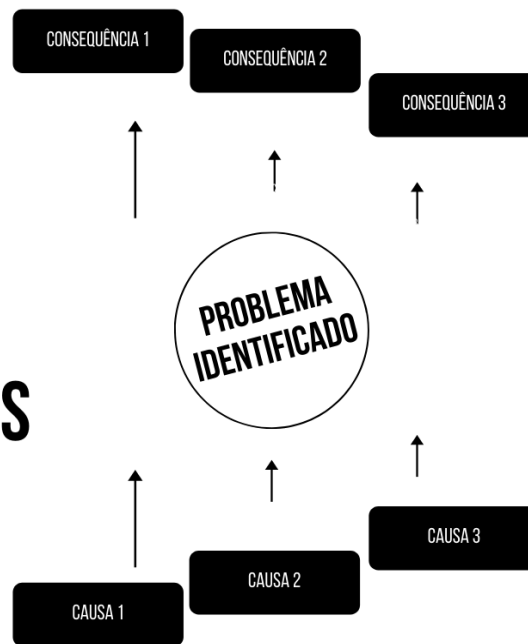 CONSEQUÊNCIA 1
CONSEQUÊNCIA 2
CONSEQUÊNCIA 3
PROBLEMA
IDENTIFICADO
S
CAUSA 3
CAUSA 2
CAUSA 1